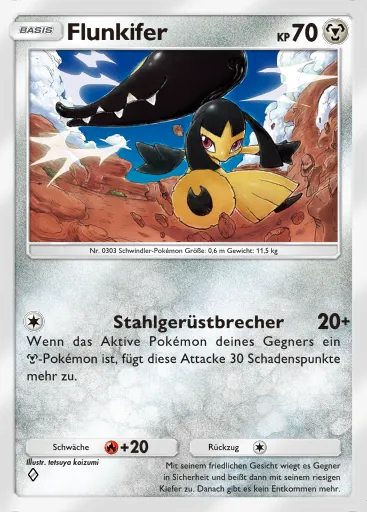 BASIS Flunkifer KP 70
Nr. 0303 Schwindler-Pokémon Größe: 0,6 m Gewicht: 11,5 kg
Stahlgerüstbrecher 20+
Wenn das Aktive Pokémon deines Gegners ein
-Pokémon ist, fügt diese Attacke 30 Schadenspunkte
mehr zu.
Schwäche +20 Rückzug
Illustr. tetsuya koizumi
Mit seinem friedlichen Gesicht wiegt es Gegner
in Sicherheit und beißt dann mit seinem riesigen
Kiefer zu. Danach gibt es kein Entkommen mehr.